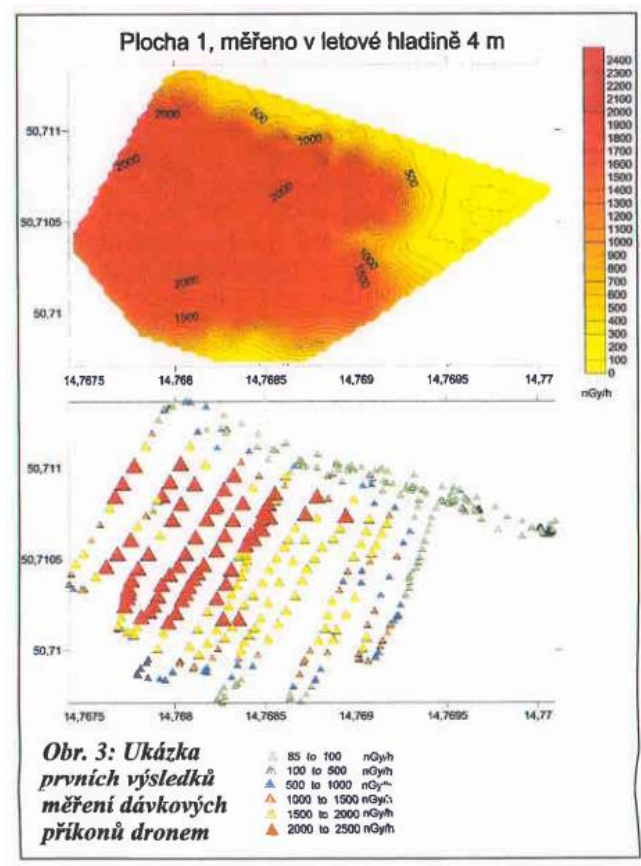 Plocha 1, měřeno v letové hladině 4 m
2000
500
1000
2000
500
2000
1000
1500
2000
1500
50,711
50,7105
50,71
14,7675 14,768 14,7685 14,769 14,7695 14,77
2400
2300
2200
2100
2000
1900
1800
1700
1600
1500
1400
1300
1200
1100
1000
900
800
700
600
500
400
300
200
100
0
nGy/h
50,711
50,7105
50,71
14,7675 14,768 14,7685 14,769 14,7695 14,77
Obr. 3: Ukázka
prvních výsledků
měření dávkových
příkonů dronem
85 to 100 nGy/h
100 to 500 nGy/h
500 to 1000
1000 to 1500 nGy/h
1500 to 2000 nGy/h
2000 to 2500 nGy/h